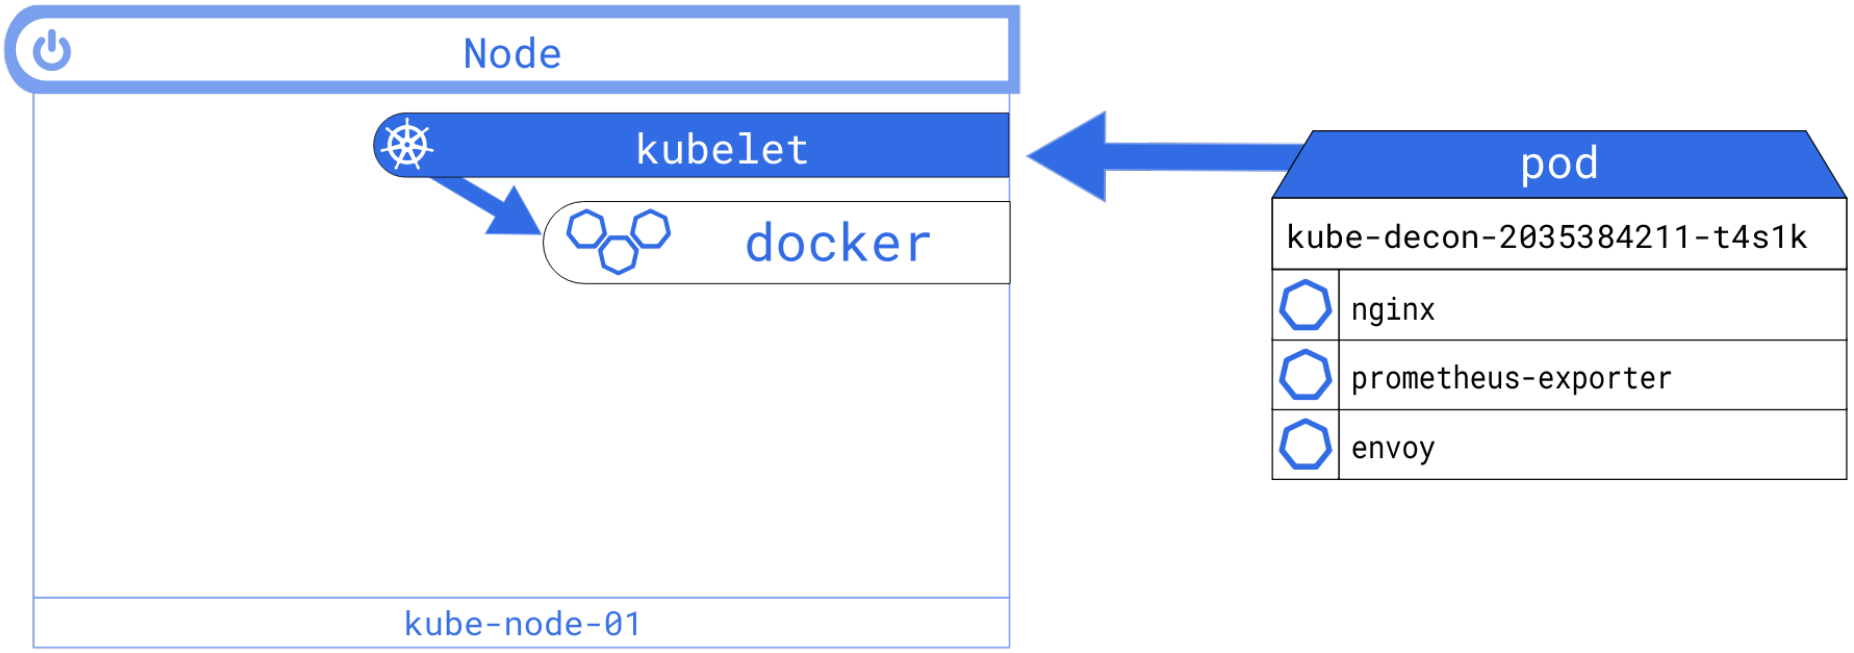 Node
kubelet
docker
kube-node-01
pod
kube-decon-2035384211-t4s1k
nginx
prometheus-exporter
envoy